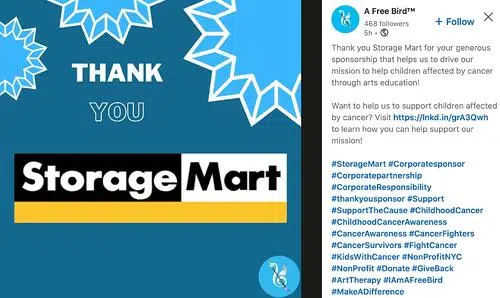 THANK
YOU
Storage Mart
A Free Bird™
468 followers
5h •
+ Follow
Thank you Storage Mart for your generous
sponsorship that helps us to drive our
mission to help children affected by cancer
through arts education!
Want to help us to support children affected
by cancer? Visit https://lnkd.in/grA3Qwh
to learn how you can help support our
mission!
#StorageMart #Corporatesponsor
#Corporatepartnership
#CorporateResponsibility
#thankyousponsor #Support
#SupportTheCause #ChildhoodCancer
#ChildhoodCancerAwareness
#CancerAwareness #CancerFighters
#CancerSurvivors #FightCancer
#KidsWithCancer #NonProfitNYC
#NonProfit #Donate #GiveBack
#ArtTherapy #IAmAFreeBird
#MakeADifference